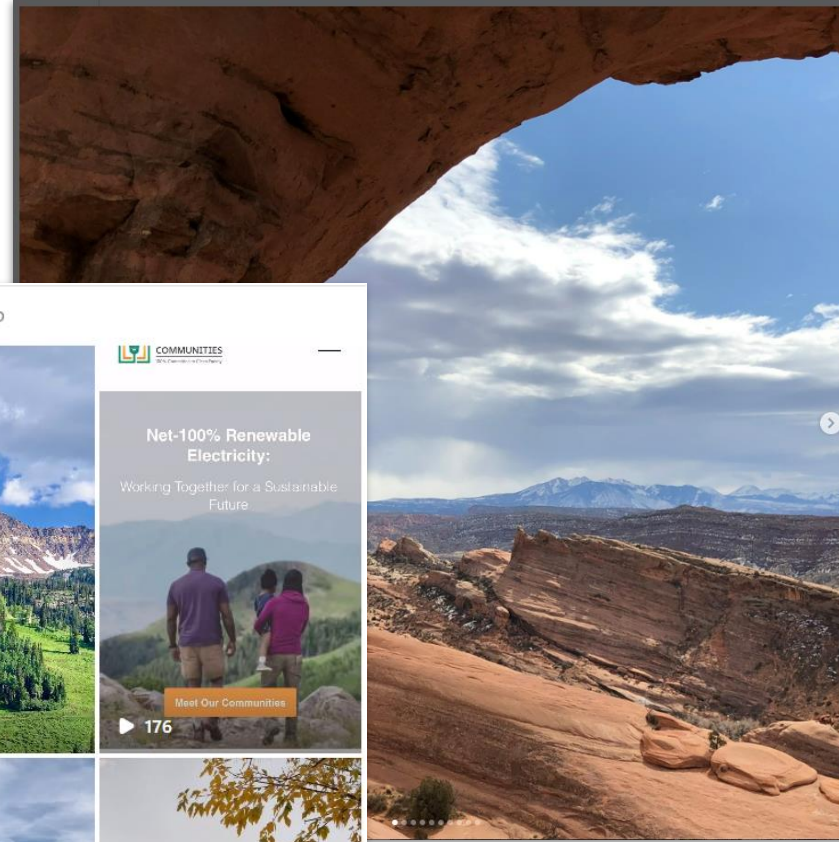 COMMUNITIES
Net-100% Renewable
Electricity:
Working Together for a Sustainable
Future
Meet Our Communities
176